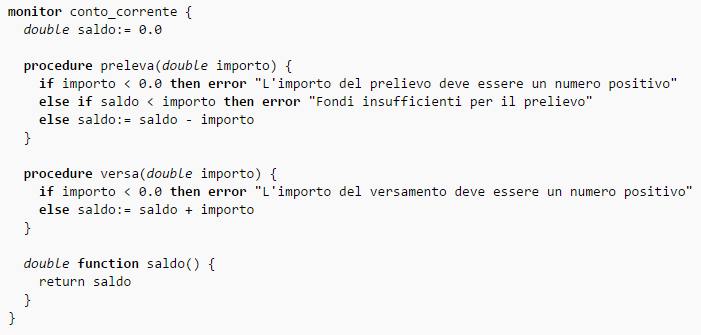 monitor conto_corrente {
double saldo:= 0.0
procedure preleva(double importo) {
if importo < 0.0 then error "L'importo del prelievo deve essere un numero positivo"
else if saldo < importo then error "Fondi insufficienti per il prelievo"
else saldo:= saldo - importo
}
procedure versa(double importo) {
if importo < 0.0 then error "L'importo del versamento deve essere un numero positivo"
else saldo:= saldo + importo
}
double function saldo() {
return saldo
}
}